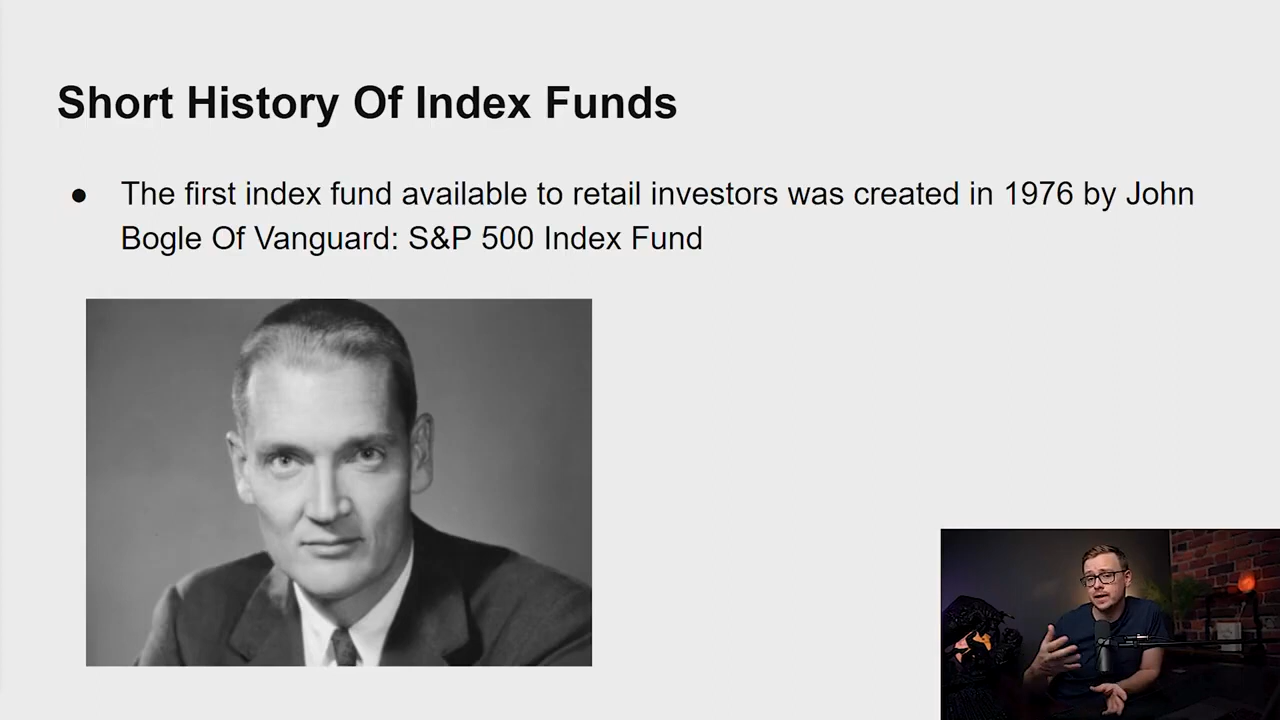 Short History Of Index Funds
● The first index fund available to retail investors was created in 1976 by John
Bogle Of Vanguard: S&P 500 Index Fund